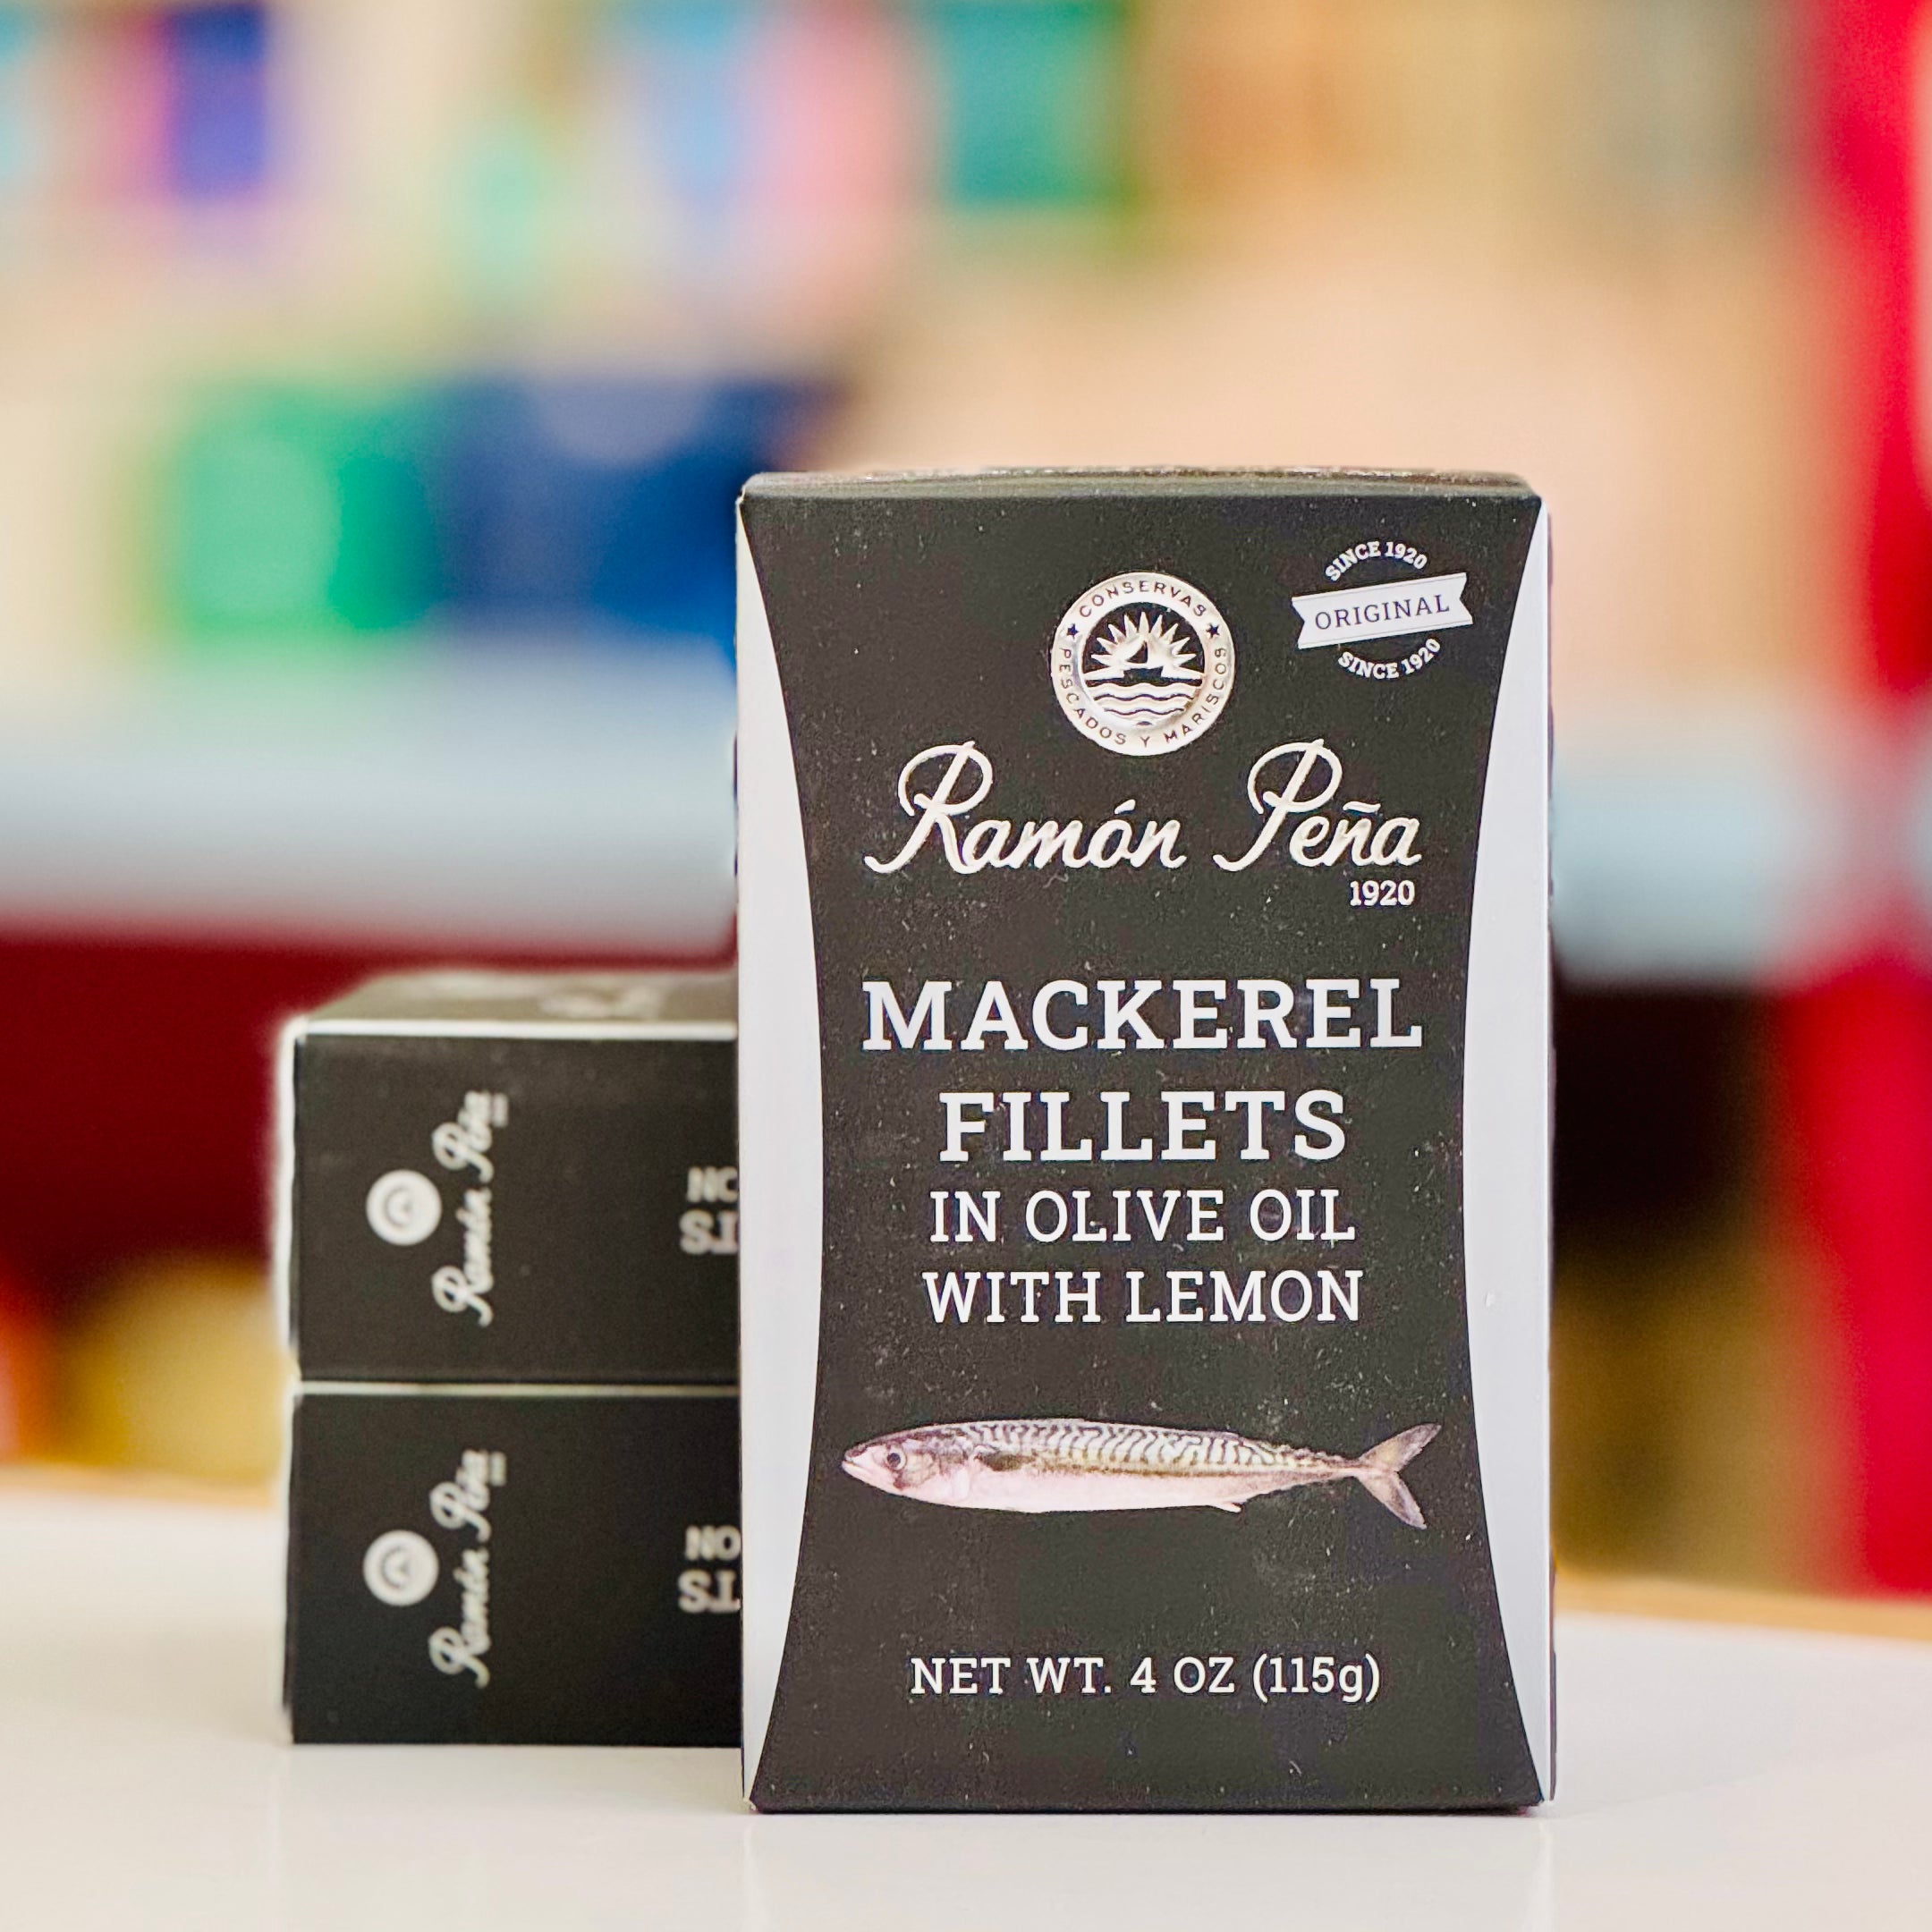 SINCE 1920
ORIGINAL
SINCE 1920
CONSERVAS
PESCADOS Y MARISCOS
Ramón Peña
1920
MACKEREL
FILLETS
IN OLIVE OIL
WITH LEMON
NET WT. 4 OZ (115g)
Ramón Peña
Ramón Peña
NO